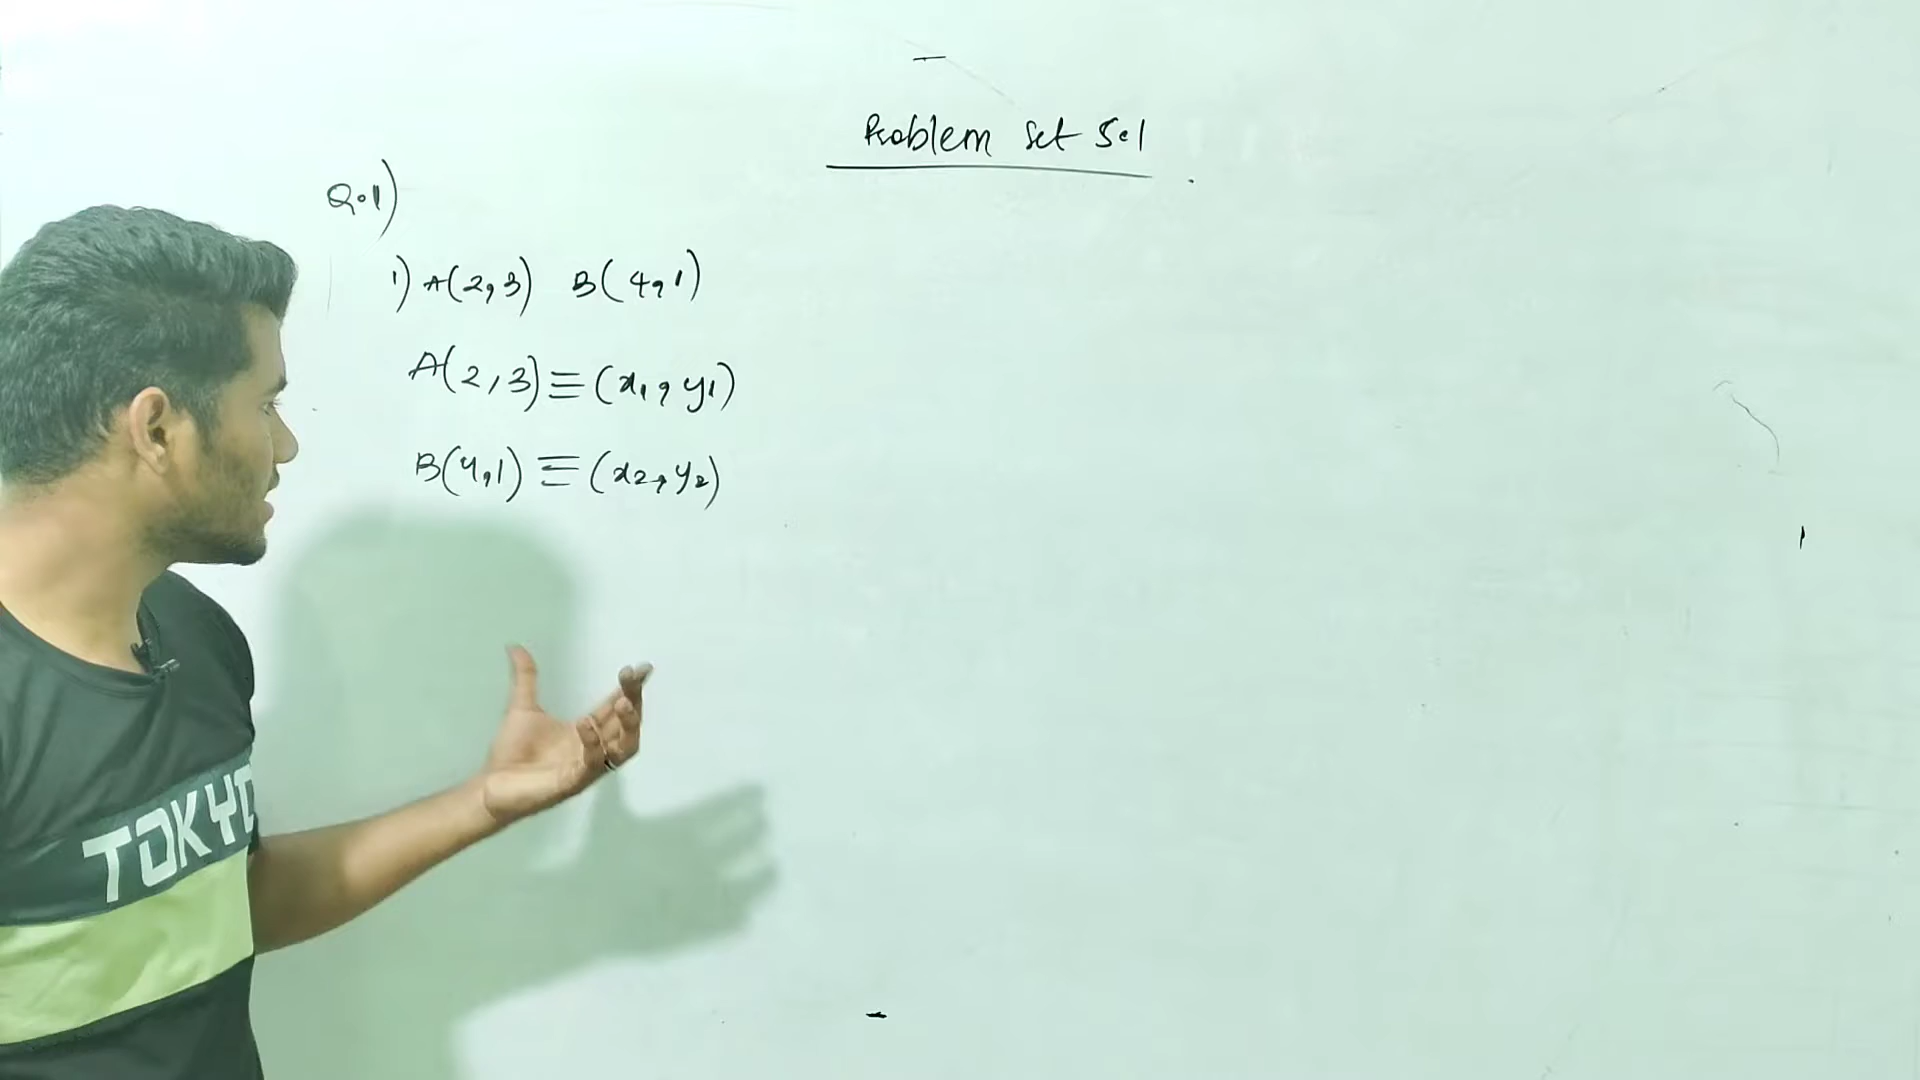 Problem Set 5.1
Q.1)
1) A(2,3) B(4,1)
A(2,3)≡(x1,y1)
B(4,1)≡(x2,y2)
TOKYO